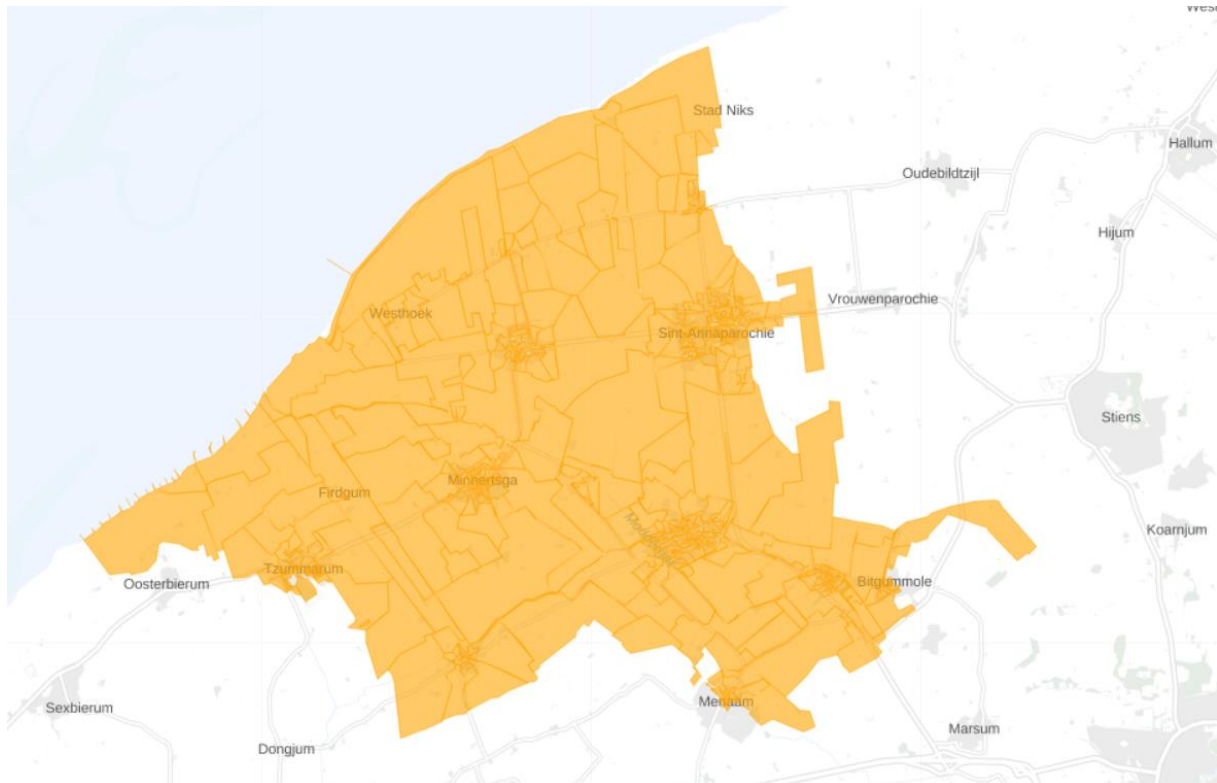 Stad Niks
Hallum
Oudebildtzijl
Hijum
Vrouwenparochie
Westhoek
Sint-Annaparochie
Stiens
Minnertsga
Firdgum
Koarnjum
Tzummarum
Oosterbierum
Bitgummole
Menaam
Sexbierum
Marsum
Dongjum